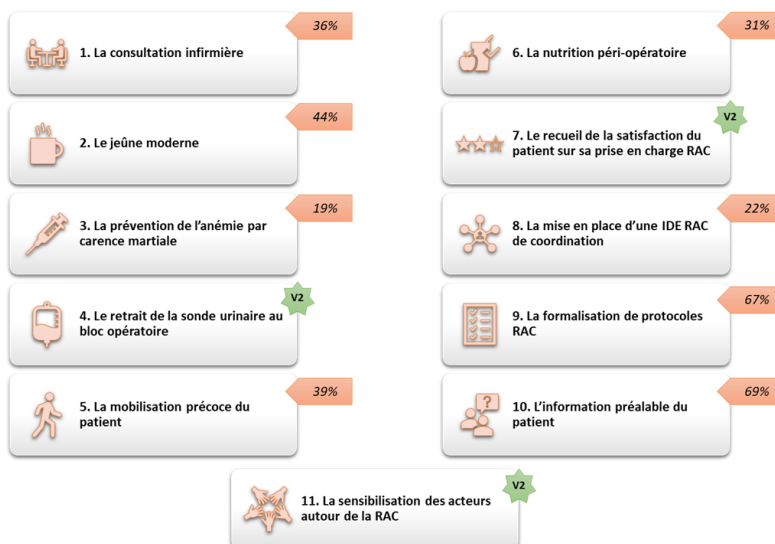 36%
1. La consultation infirmière
44%
2. Le jeûne moderne
19%
3. La prévention de l'anémie par
carence martiale
V2
4. Le retrait de la sonde urinaire au
bloc opératoire
39%
5. La mobilisation précoce du
patient
31%
6. La nutrition péri-opératoire
V2
7. Le recueil de la satisfaction du
patient sur sa prise en charge RAC
22%
8. La mise en place d'une IDE RAC
de coordination
67%
9. La formalisation de protocoles
RAC
69%
?
10. L'information préalable du
patient
V2
11. La sensibilisation des acteurs
autour de la RAC